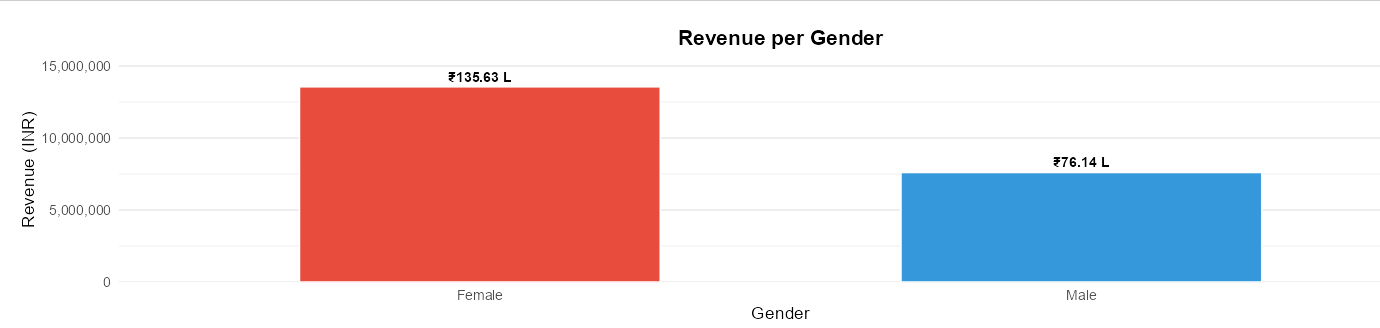 Revenue per Gender
Revenue (INR)
15,000,000
10,000,000
5,000,000
0
₹135.63 L
₹76.14 L
Female
Male
Gender